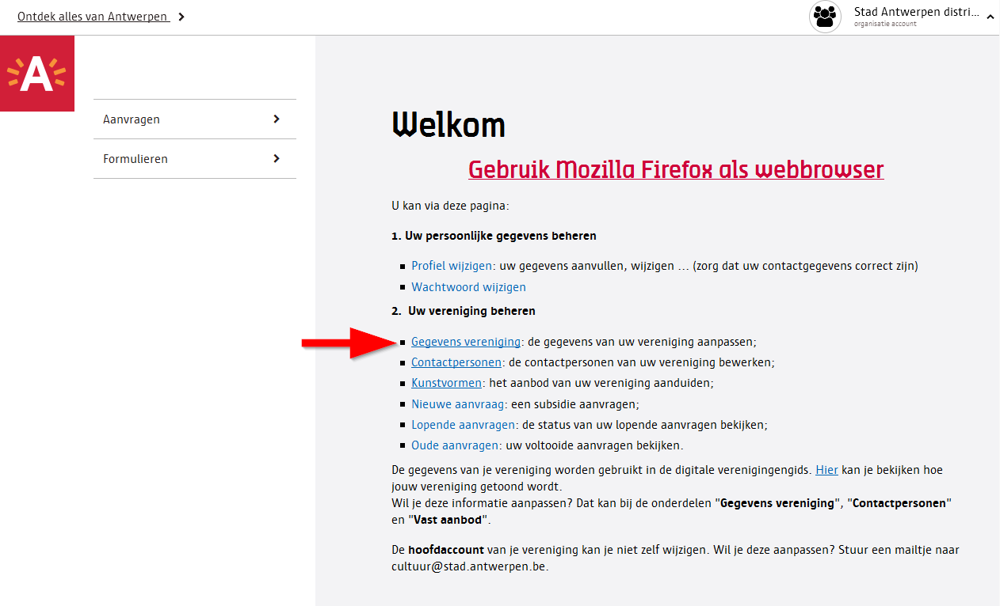 Ontdek alles van Antwerpen
Stad Antwerpen distri...
organisatie account
A
Aanvragen
Formulieren
Welkom
Gebruik Mozilla Firefox als webbrowser
U kan via deze pagina:
1. Uw persoonlijke gegevens beheren
Profiel wijzigen: uw gegevens aanvullen, wijzigen ... (zorg dat uw contactgegevens correct zijn)
Wachtwoord wijzigen
2. Uw vereniging beheren
Gegevens vereniging: de gegevens van uw vereniging aanpassen;
Contactpersonen: de contactpersonen van uw vereniging bewerken;
Kunstvormen: het aanbod van uw vereniging aanduiden;
Nieuwe aanvraag: een subsidie aanvragen;
Lopende aanvragen: de status van uw lopende aanvragen bekijken;
Oude aanvragen: uw voltooide aanvragen bekijken.
De gegevens van je vereniging worden gebruikt in de digitale verenigingengids. Hier kan je bekijken hoe
jouw vereniging getoond wordt.
Wil je deze informatie aanpassen? Dat kan bij de onderdelen "Gegevens vereniging", "Contactpersonen"
en "Vast aanbod".
De hoofdaccount van je vereniging kan je niet zelf wijzigen. Wil je deze aanpassen? Stuur een mailtje naar
cultuur@stad.antwerpen.be.